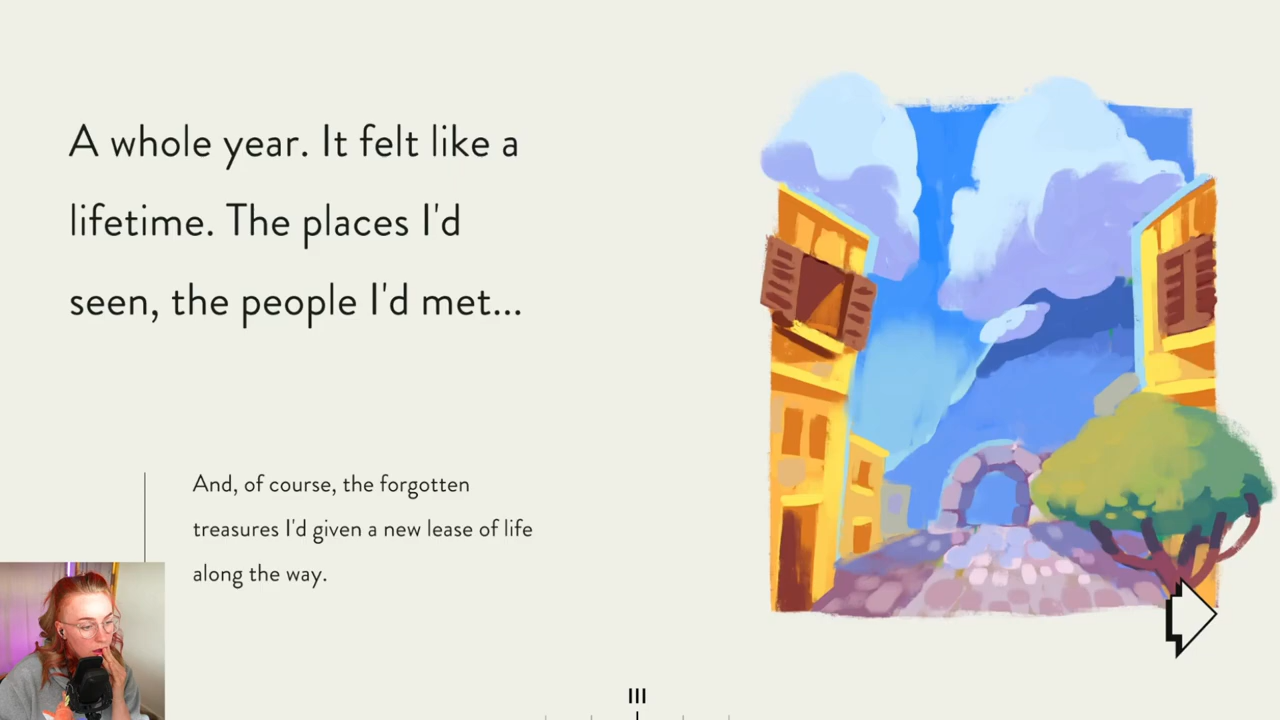 A whole year. It felt like a
lifetime. The places I'd
seen, the people I'd met...
And, of course, the forgotten
treasures I'd given a new lease of life
along the way.
III